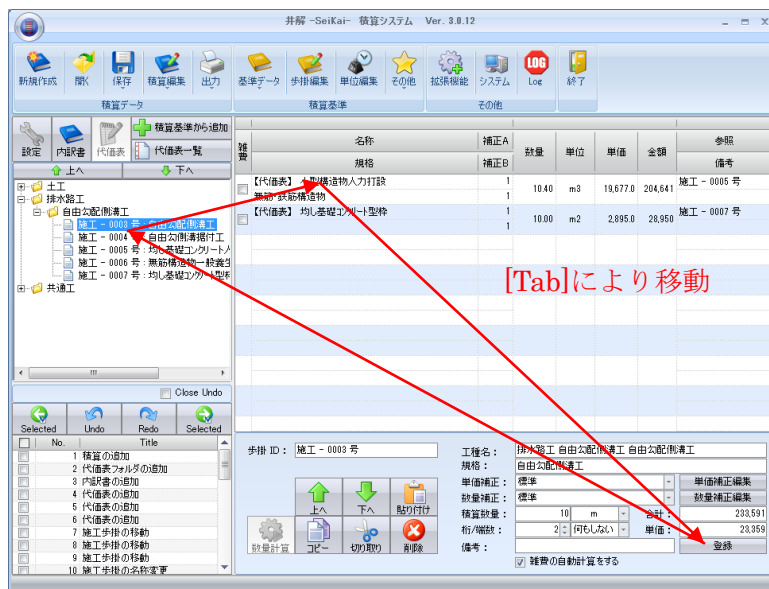 井解 -SeiKai- 積算システム Ver. 3.0.12
新規作成 開く 保存 積算編集 出力 基準データ 歩掛編集 単位編集 その他 拡張機能 システム LOG Log 終了
積算データ 積算基準 その他
設定 内訳書 代価表 積算基準から追加
代価表一覧
上へ 下へ
土工
排水路工
自由勾配側溝工
施工 - 0003 号 : 自由勾配側溝工
施工 - 0004 号 : 自由勾配側溝据付工
施工 - 0005 号 : 均し基礎コンクリート人
施工 - 0006 号 : 無筋構造物一般養生
施工 - 0007 号 : 均し基礎コンクリート型枠
共通工
雑費 名称 補正A 数量 単位 単価 金額 参照
規格 補正B 備考
【代価表】 小型構造物人力打設 1 10.40 m3 19,677.0 204,641 施工 - 0006 号
無筋・鉄筋構造物 1
【代価表】 均し基礎コンクリート型枠 1 10.00 m2 2,895.0 28,950 施工 - 0007 号
1
[Tab]により移動
Close Undo
Selected Undo Redo Selected
No. Title
1 積算の追加
2 代価表フォルダの追加
3 内訳書の追加
4 代価表の追加
5 代価表の追加
6 代価表の追加
7 施工歩掛の移動
8 施工歩掛の移動
9 施工歩掛の移動
10 施工歩掛の名称変更
歩掛 ID : 施工 - 0003 号
上へ 下へ 貼り付け
数量計算 コピー 切り取り 削除
工種名 : 排水路工 自由勾配側溝工 自由勾配側溝工
規格 : 自由勾配側溝工
単価補正 : 標準 単価補正編集
数量補正 : 標準 数量補正編集
積算数量 : 10 m 合計 : 233,591
桁/端数 : 2 何もしない 単価 : 23,359
備考 : 登録
雑費の自動計算をする